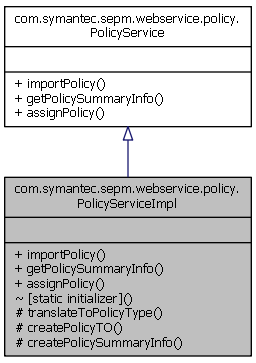 com.symantec.sepm.webservice.policy.
PolicyService
+ importPolicy()
+ getPolicySummaryInfo()
+ assignPolicy()
com.symantec.sepm.webservice.policy.
PolicyServiceImpl
+ importPolicy()
+ getPolicySummaryInfo()
+ assignPolicy()
~ [static initializer]()
# translateToPolicyType()
# createPolicyTO()
# createPolicySummaryInfo()